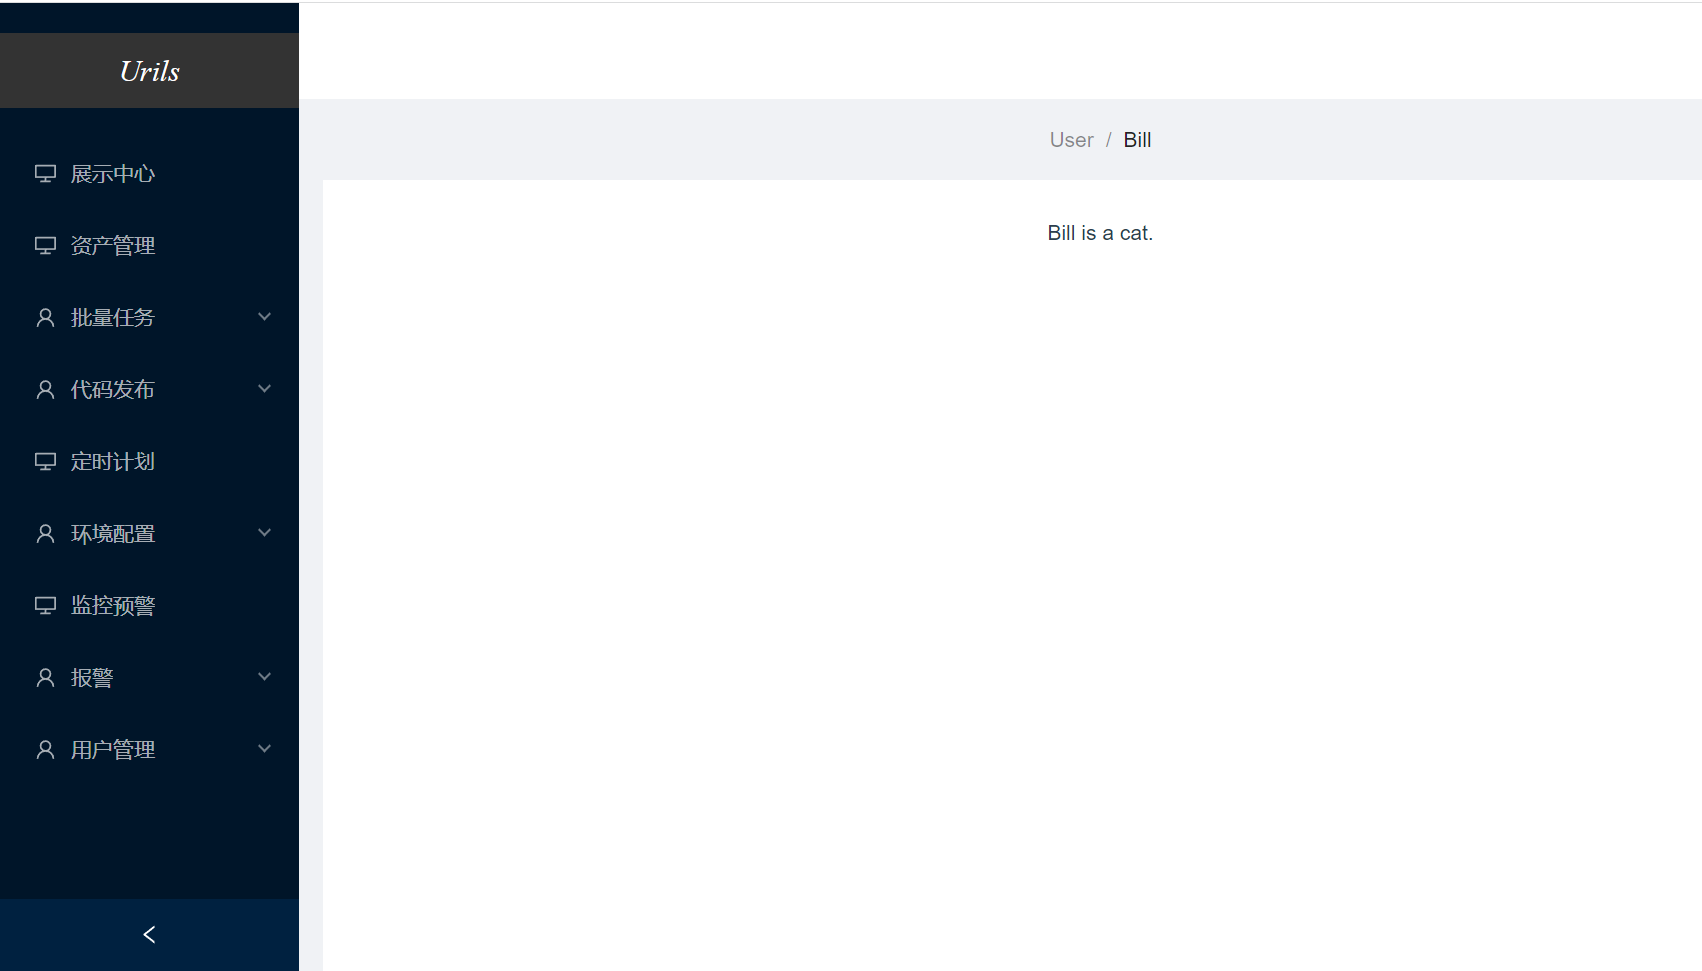 Urils
展示中心
资产管理
批量任务
代码发布
定时计划
环境配置
监控预警
报警
用户管理
User / Bill
Bill is a cat.